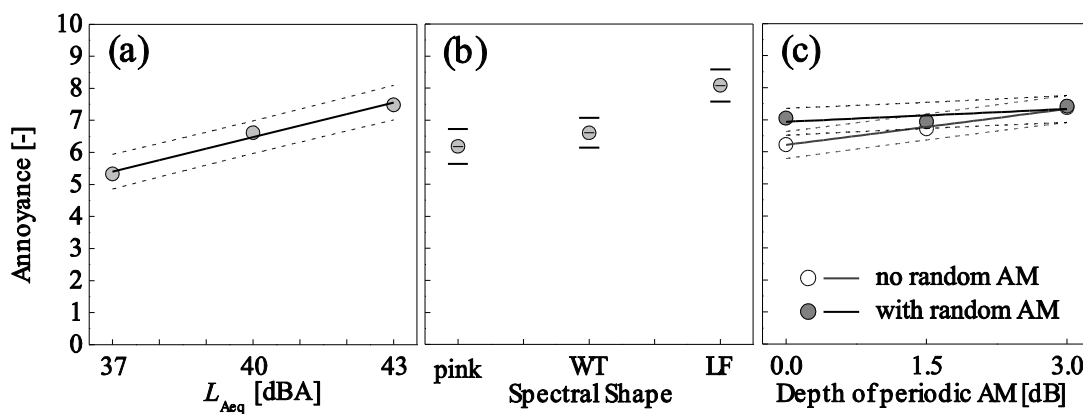 Annoyance [-]
10
9
8
7
6
5
4
3
2
1
0
(a)
37 40 43
L_Aeq [dBA]
(b)
pink WT LF
Spectral Shape
(c)
no random AM
with random AM
0.0 1.5 3.0
Depth of periodic AM [dB]